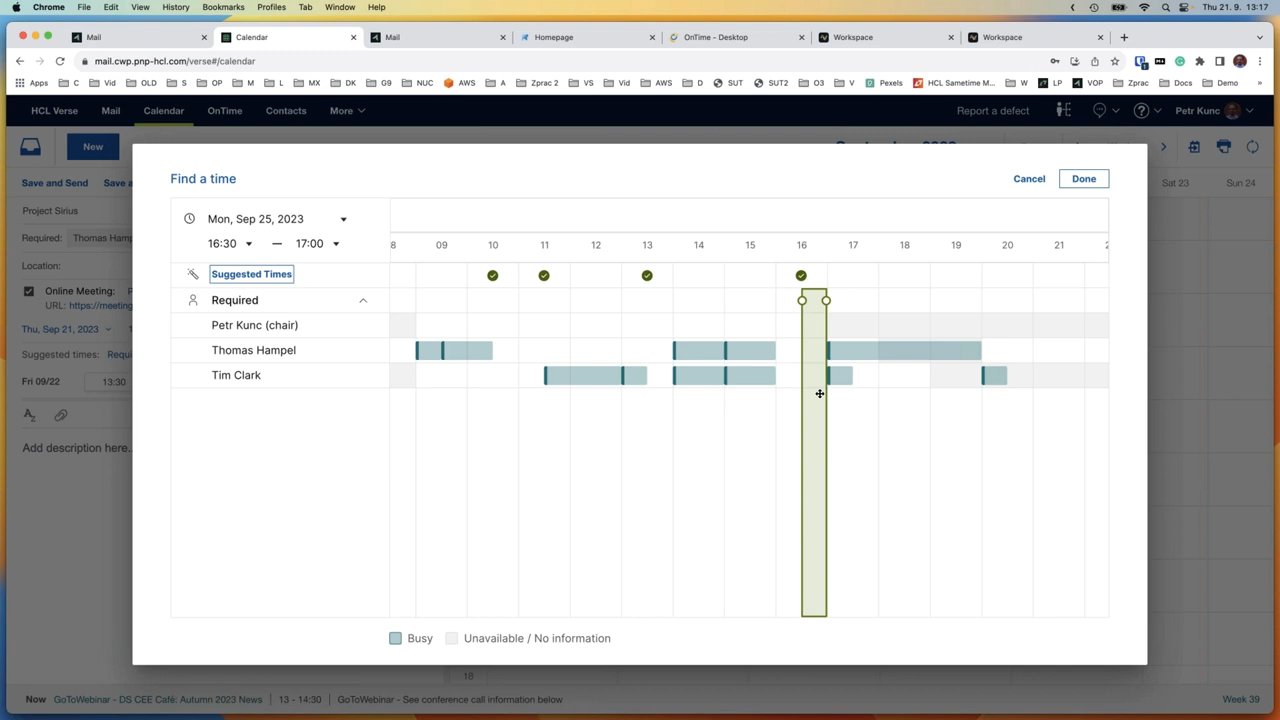 Chrome File Edit View History Bookmarks Profiles Tab Window Help Thu 21. 9. 13:17
Mail Calendar Mail Homepage OnTime - Desktop Workspace Workspace
mail.cwp.pnp-hcl.com/verse#/calendar
Apps C Vid OLD S OP M L MX DK G9 NUC AWS A Zprac 2 VS Vid AWS D SUT SUT2 O3 V Pexels HCL Sametime M... W LP VOP Zprac Docs Demo
HCL Verse Mail Calendar OnTime Contacts More Report a defect Petr Kunc
New
Save and Send Save a Sat 23 Sun 24
Find a time Cancel Done
Project Sirius
Mon, Sep 25, 2023
Required: Thomas Hamp
16:30 — 17:00 8 09 10 11 12 13 14 15 16 17 18 19 20 21 2
Location:
Suggested Times
Online Meeting:
URL: https://meeting
Required
Petr Kunc (chair)
Thu, Sep 21, 2023 1
Thomas Hampel
Suggested times: Requi
Tim Clark
Fri 09/22 13:30
Add description here...
Busy Unavailable / No information
18
Now GoToWebinar - DS CEE Café: Autumn 2023 News 13 - 14:30 GoToWebinar - See conference call information below Week 39